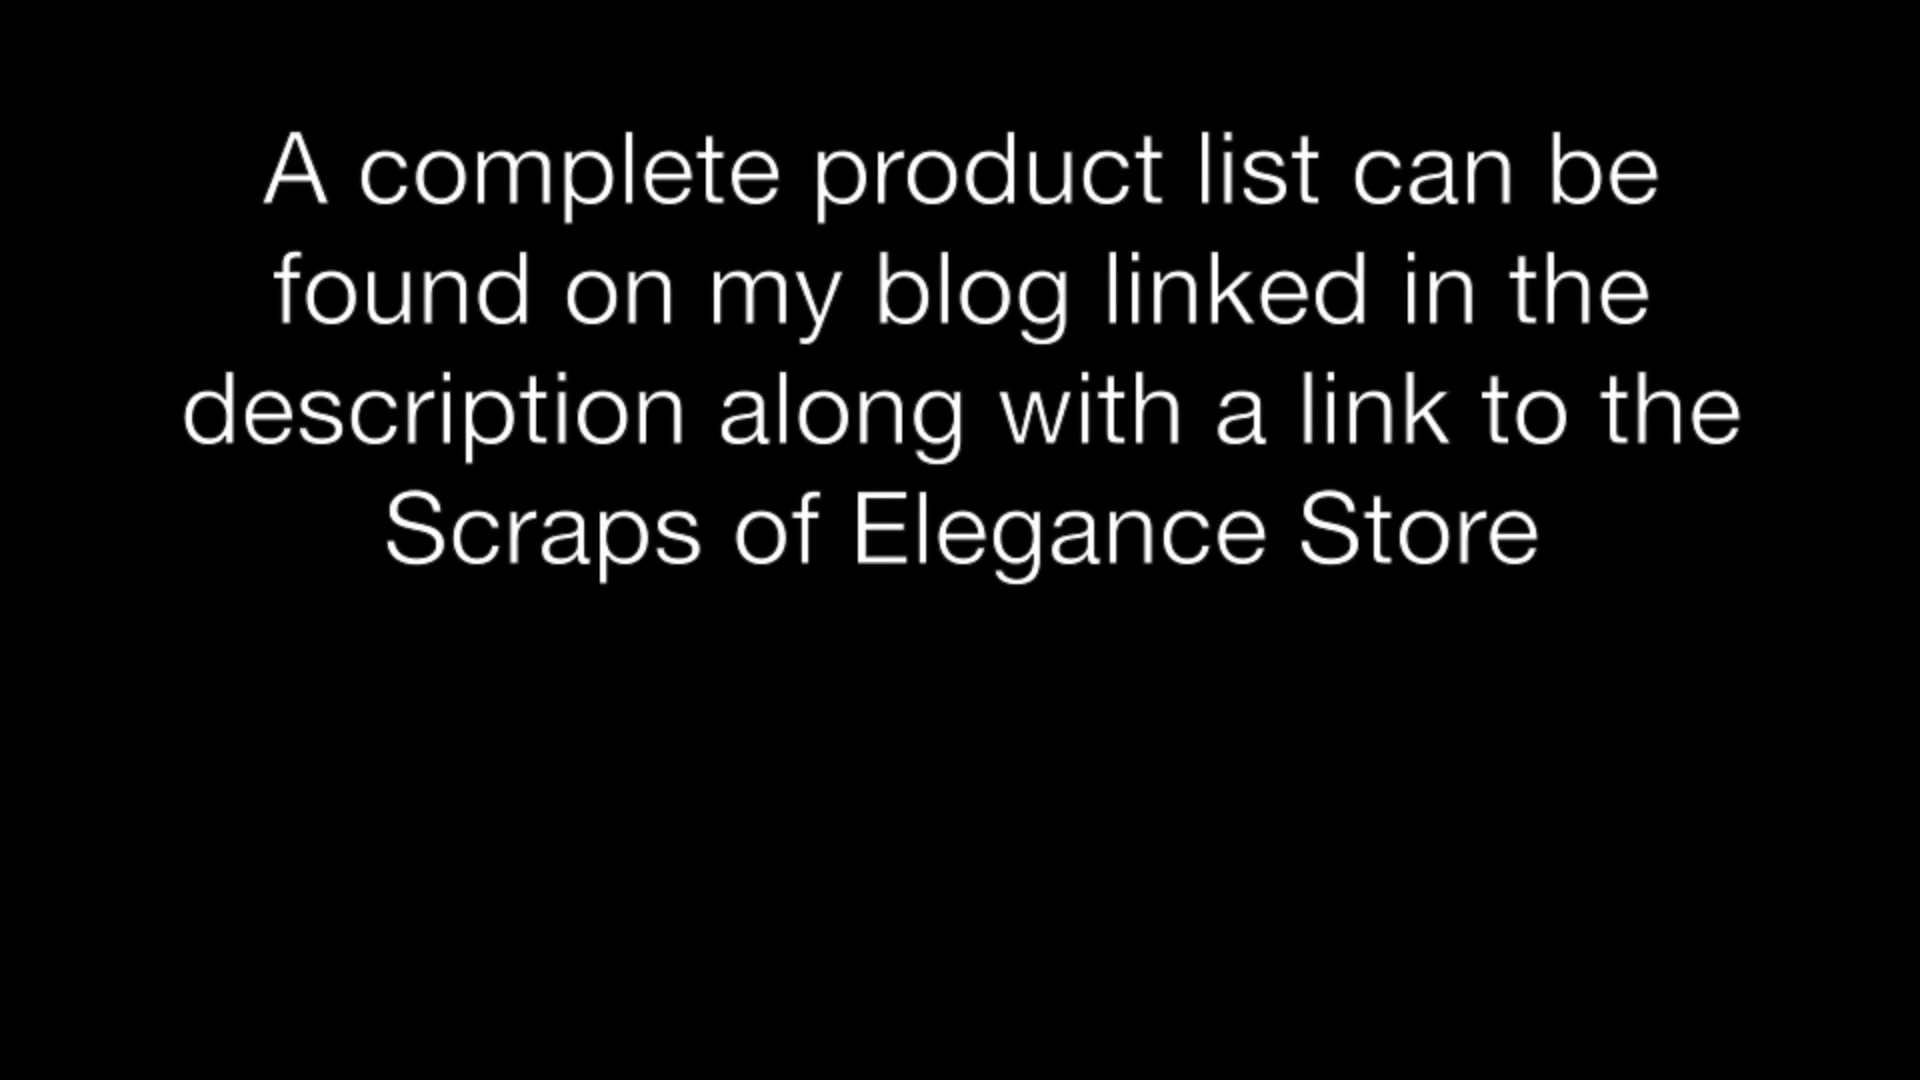 A complete product list can be
found on my blog linked in the
description along with a link to the
Scraps of Elegance Store